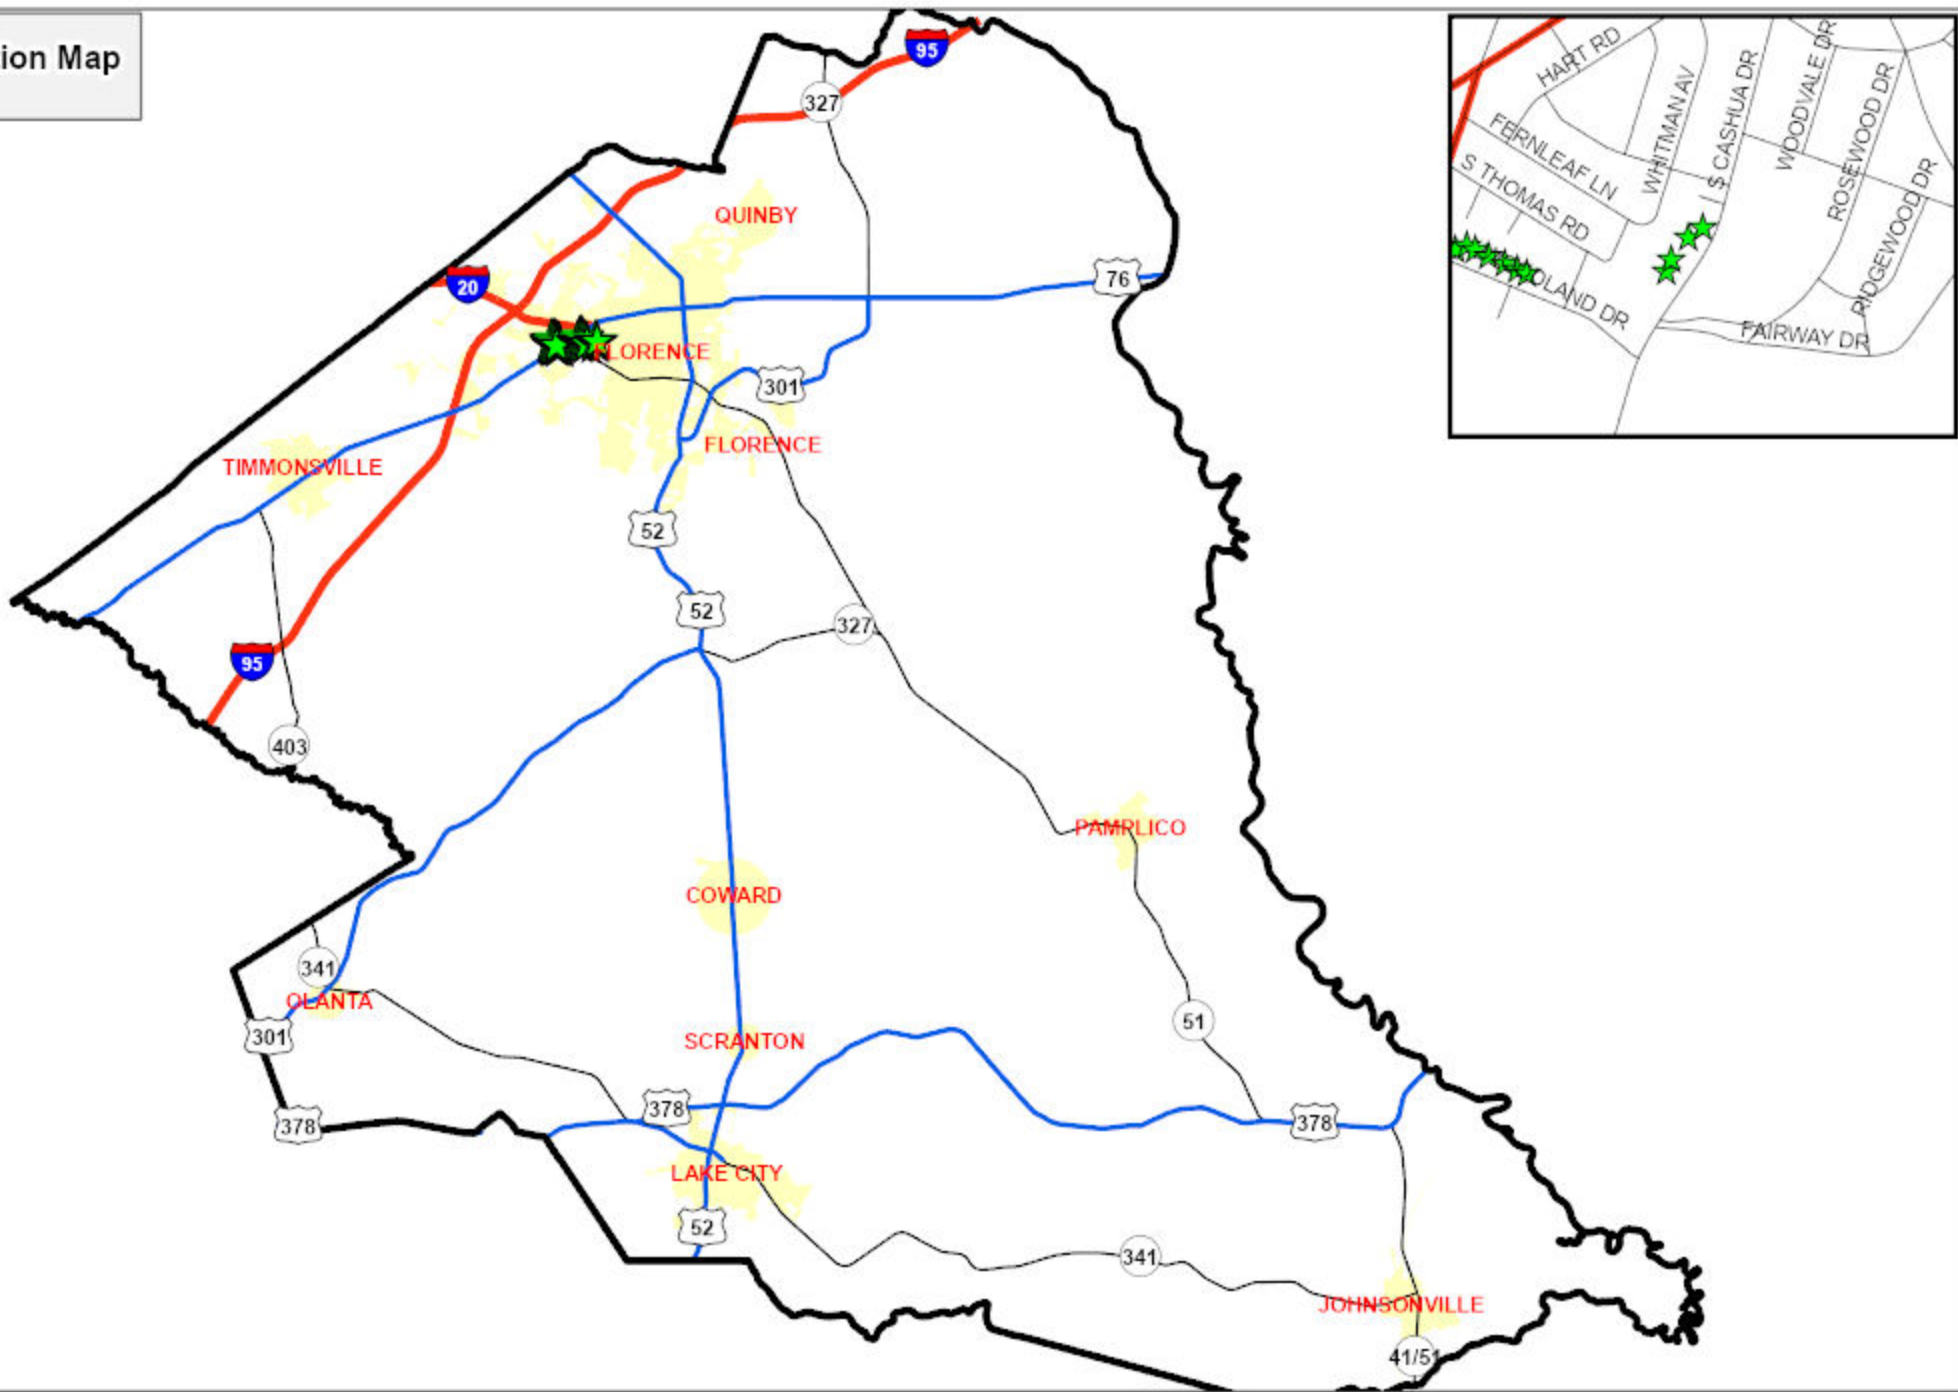 ion Map
95
327
QUINBY
76
20
FLORENCE
301
FLORENCE
TIMMONSVILLE
52
52
327
95
403
PAMPLICO
COWARD
341
OLANTA
51
301
SCRANTON
378
378
378
LAKE CITY
52
341
JOHNSONVILLE
41/51
HART RD
WHITMAN AV
S CASHUA DR
WOODVALE DR
ROSEWOOD DR
RIDGEWOOD DR
FERNLEAF LN
S THOMAS RD
OLAND DR
FAIRWAY DR